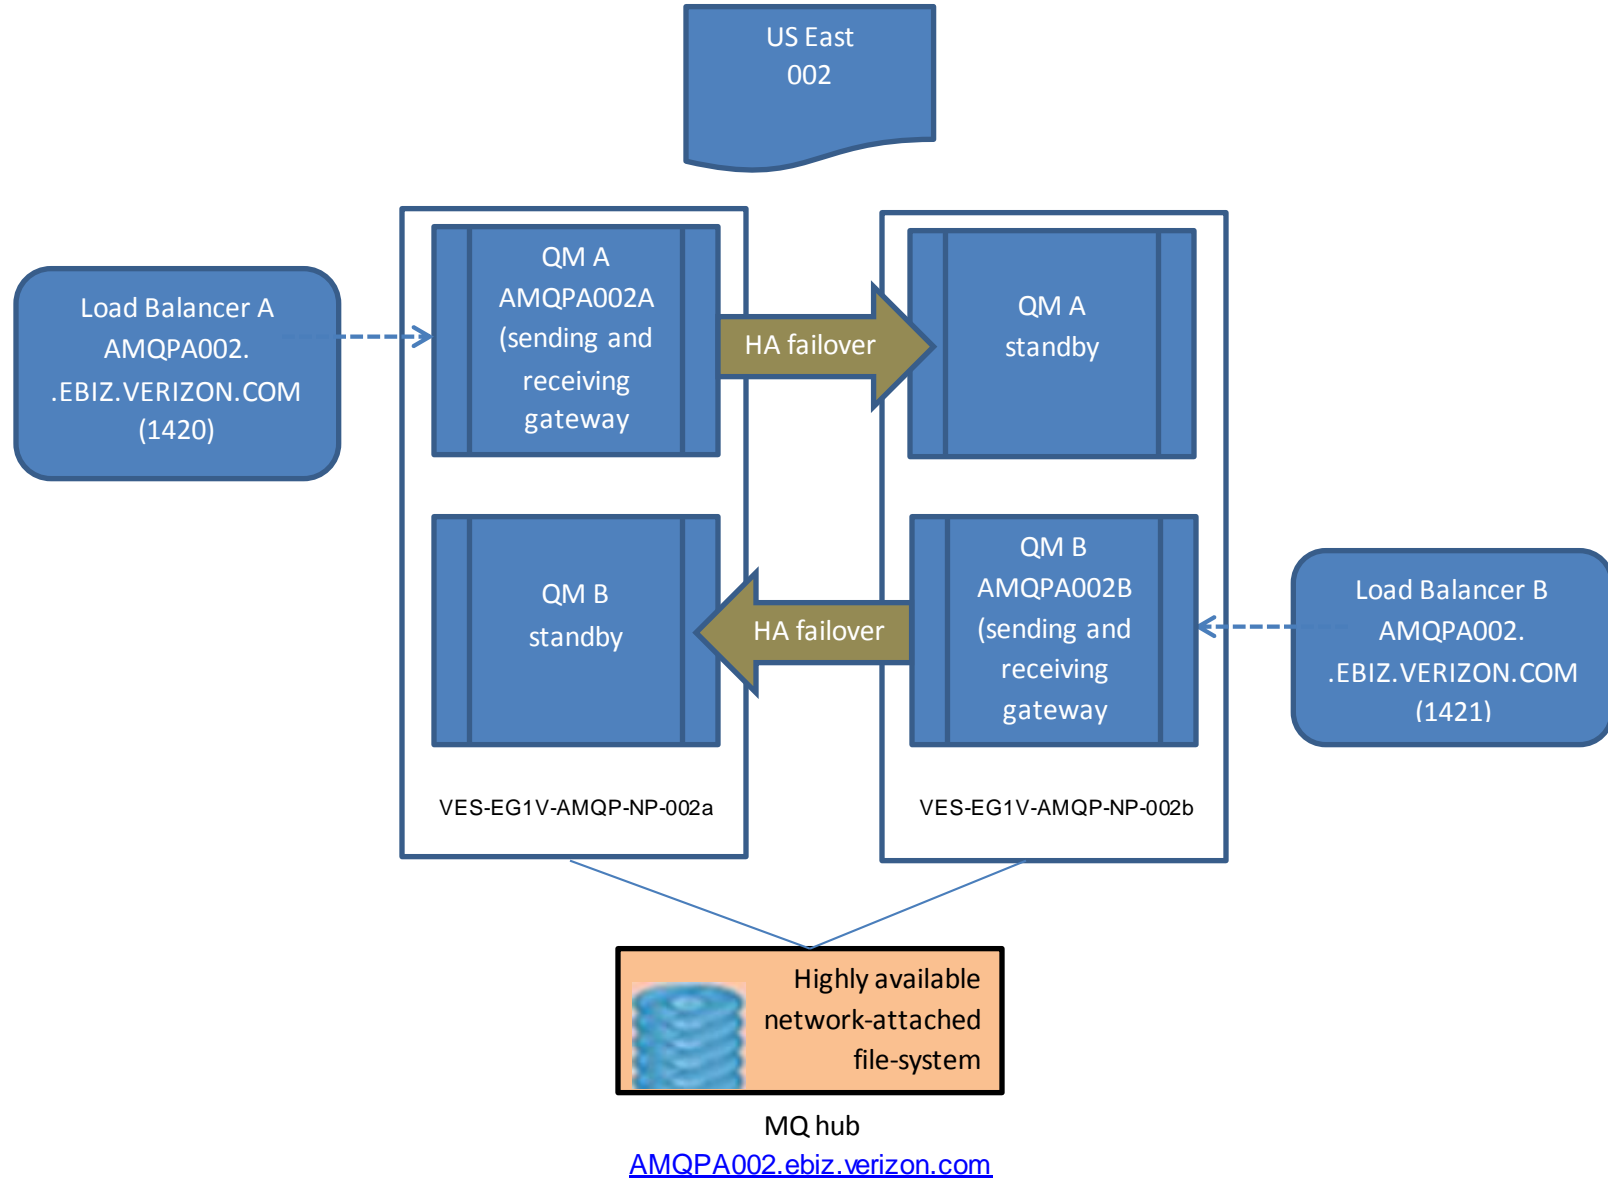 US East
002
Load Balancer A
AMQPA002.
.EBIZ.VERIZON.COM
(1420)
QM A
AMQPA002A
(sending and
receiving
gateway
HA failover
QM A
standby
QM B
standby
HA failover
QM B
AMQPA002B
(sending and
receiving
gateway
Load Balancer B
AMQPA002.
.EBIZ.VERIZON.COM
(1421)
VES-EG1V-AMQP-NP-002a
VES-EG1V-AMQP-NP-002b
Highly available
network-attached
file-system
MQ hub
AMQPA002.ebiz.verizon.com